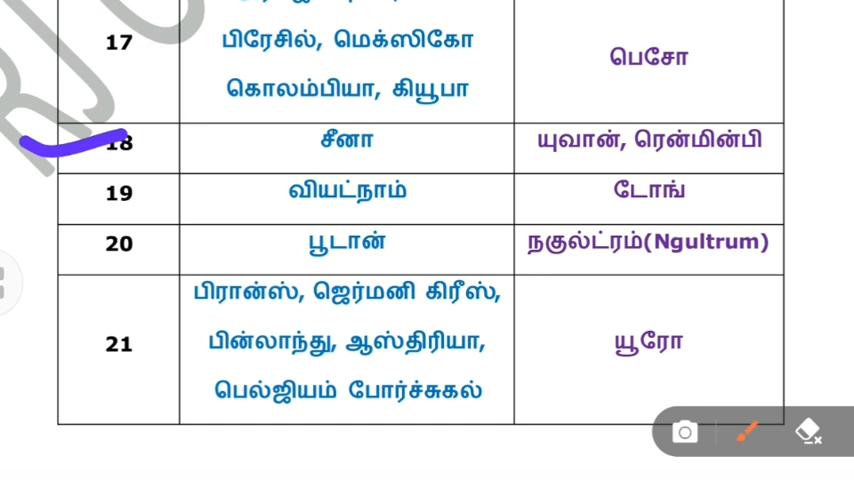 17
பிரேசில், மெக்ஸிகோ
கொலம்பியா, கியூபா
பெசோ
18 சீனா யுவான், ரென்மின்பி
19 வியட்நாம் டோங்
20 பூடான் நகுல்ட்ரம்(Ngultrum)
21
பிரான்ஸ், ஜெர்மனி கிரீஸ்,
பின்லாந்து, ஆஸ்திரியா,
பெல்ஜியம் போர்ச்சுகல்
யூரோ